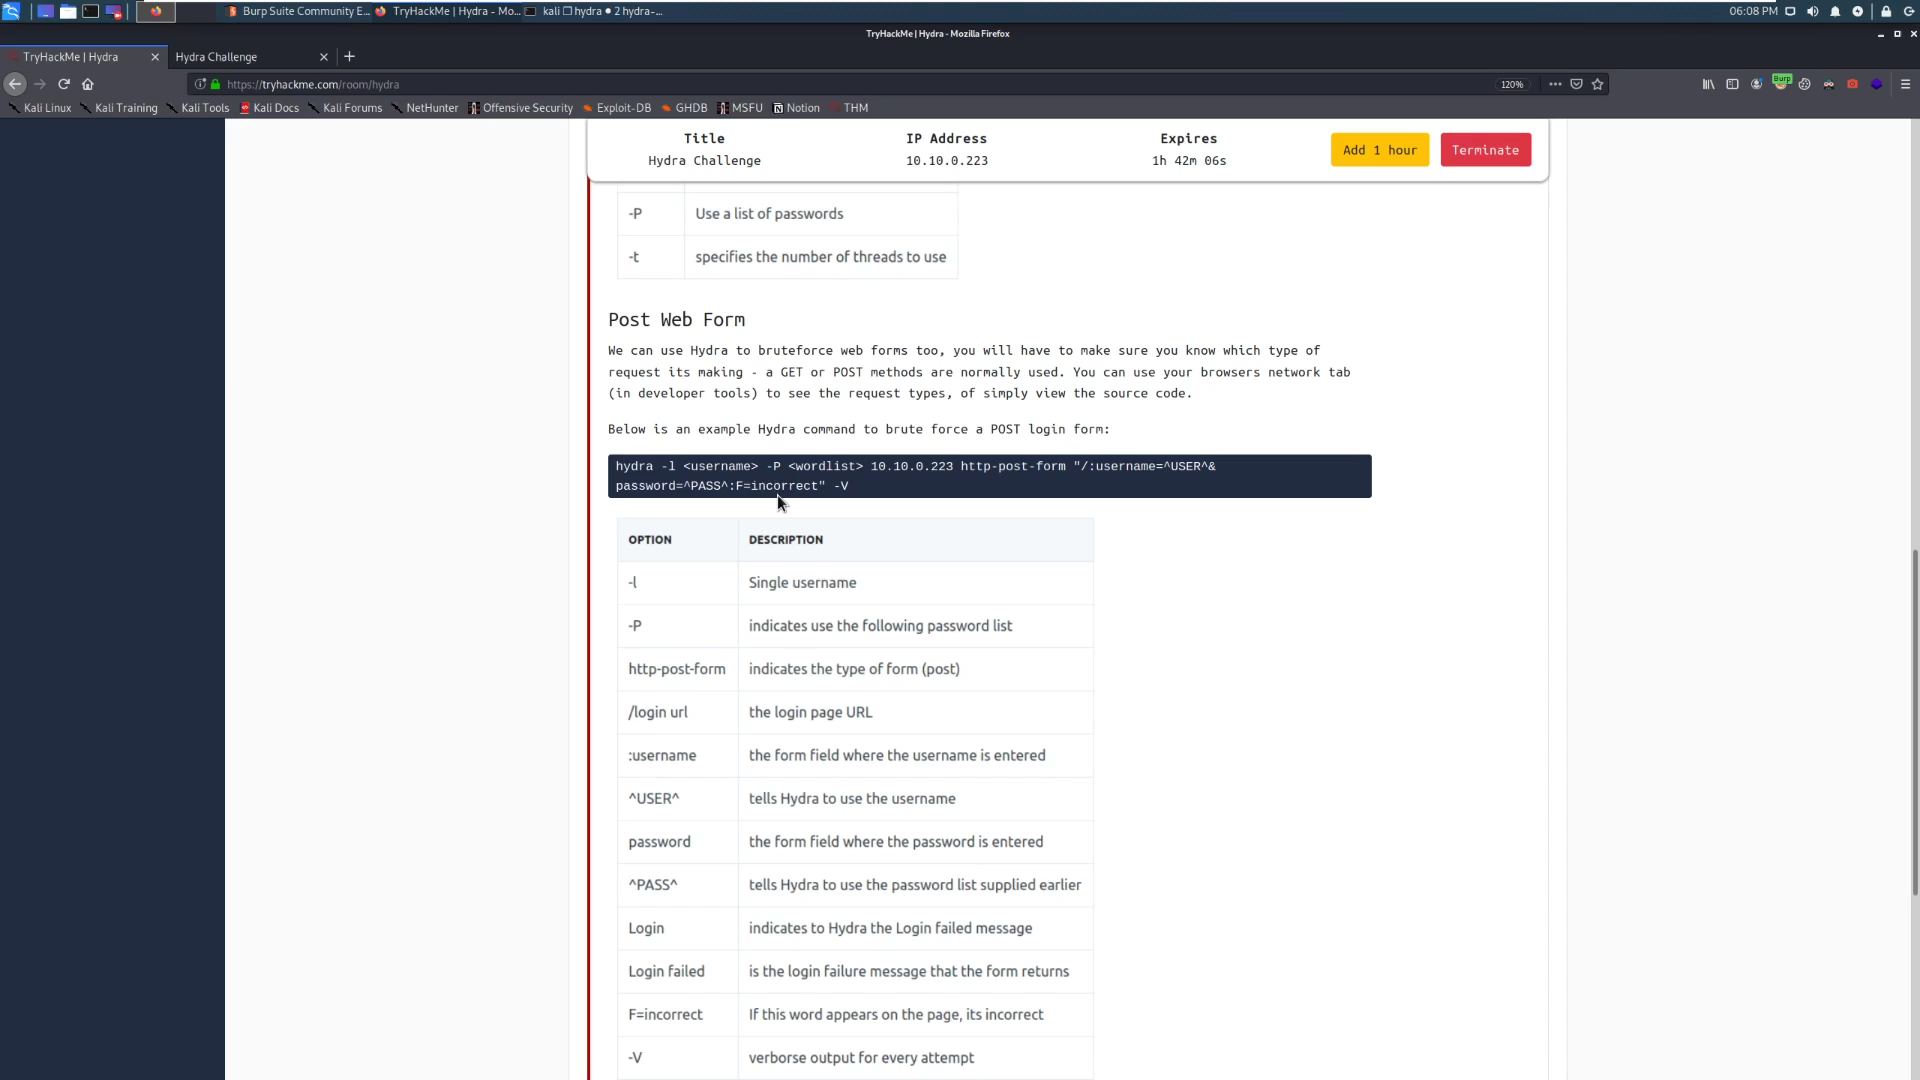 Burp Suite Community E...
TryHackMe | Hydra - Mo...
kali ❐ hydra ● 2 hydra-...
06:08 PM
TryHackMe | Hydra - Mozilla Firefox
TryHackMe | Hydra
Hydra Challenge
https://tryhackme.com/room/hydra
120%
Burp
Kali Linux
Kali Training
Kali Tools
Kali Docs
Kali Forums
NetHunter
Offensive Security
Exploit-DB
GHDB
MSFU
Notion
THM
Title IP Address Expires
Hydra Challenge 10.10.0.223 1h 42m 06s
Add 1 hour
Terminate
-P Use a list of passwords
-t specifies the number of threads to use
Post Web Form
We can use Hydra to bruteforce web forms too, you will have to make sure you know which type of
request its making - a GET or POST methods are normally used. You can use your browsers network tab
(in developer tools) to see the request types, of simply view the source code.
Below is an example Hydra command to brute force a POST login form:
hydra -l <username> -P <wordlist> 10.10.0.223 http-post-form "/:username=^USER^&
password=^PASS^:F=incorrect" -V
OPTION DESCRIPTION
-l Single username
-P indicates use the following password list
http-post-form indicates the type of form (post)
/login url the login page URL
:username the form field where the username is entered
^USER^ tells Hydra to use the username
password the form field where the password is entered
^PASS^ tells Hydra to use the password list supplied earlier
Login indicates to Hydra the Login failed message
Login failed is the login failure message that the form returns
F=incorrect If this word appears on the page, its incorrect
-V verborse output for every attempt